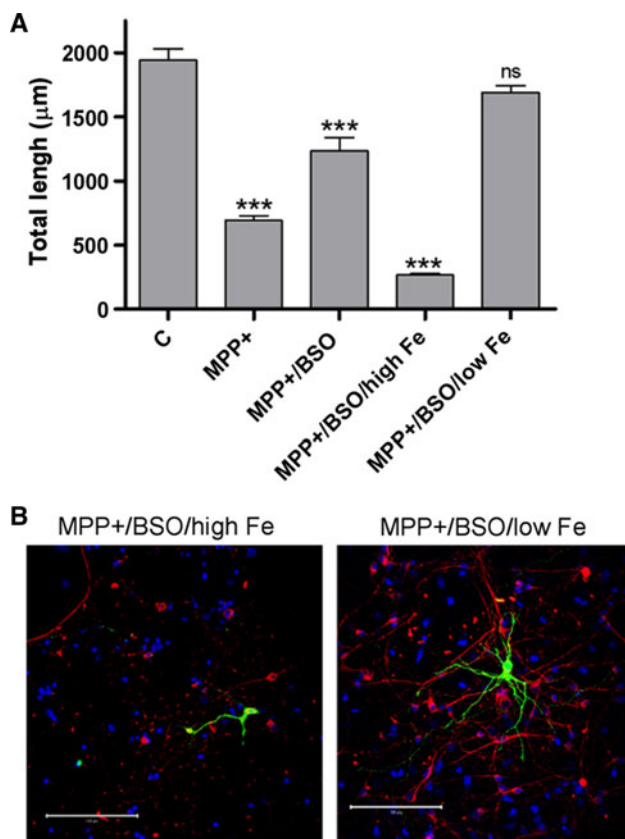 A
Total lengh (μm)
2000
1500
1000
500
0
***
***
***
ns
C
MPP+
MPP+/BSO
MPP+/BSO/high Fe
MPP+/BSO/low Fe
B
MPP+/BSO/high Fe
MPP+/BSO/low Fe